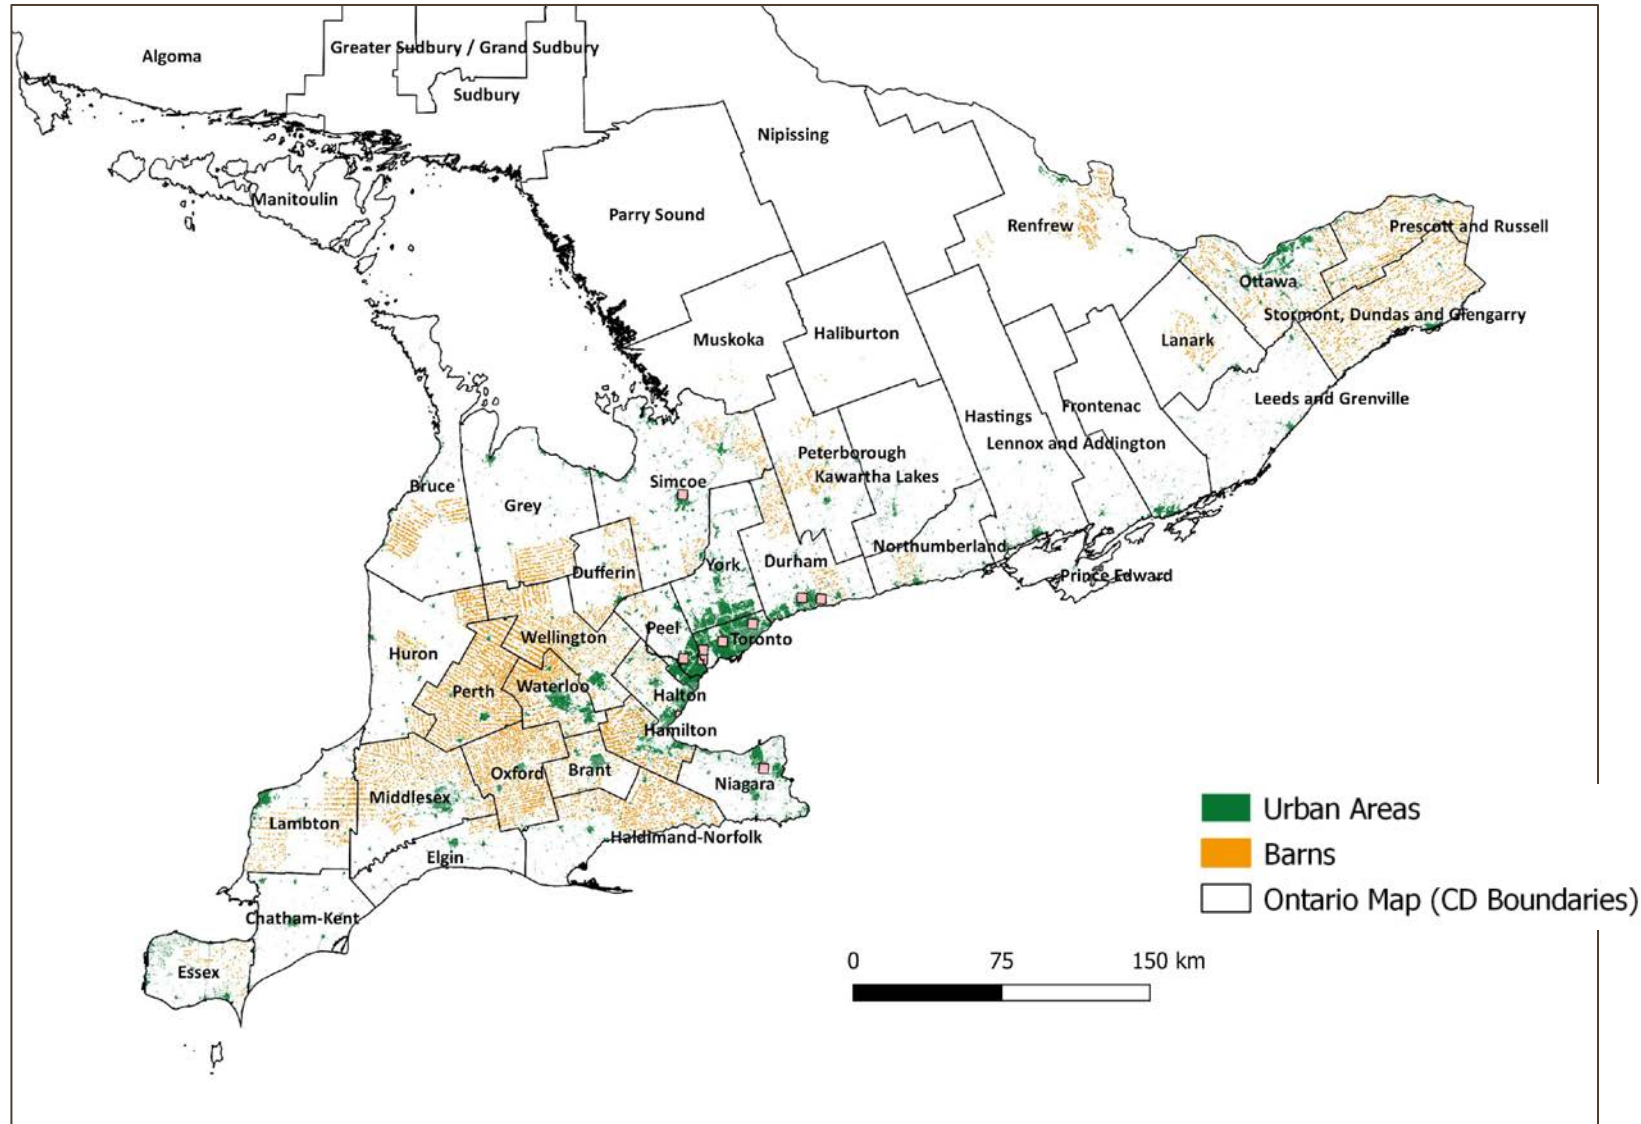 Greater Sudbury / Grand Sudbury
Algoma
Sudbury
Nipissing
Manitoulin
Parry Sound
Renfrew
Prescott and Russell
Ottawa
Stormont, Dundas and Glengarry
Muskoka
Haliburton
Lanark
Leeds and Grenville
Frontenac
Hastings
Lennox and Addington
Peterborough
Kawartha Lakes
Simcoe
Bruce
Grey
Northumberland
Durham
York
Dufferin
Prince Edward
Peel
Wellington
Toronto
Huron
Waterloo
Perth
Halton
Hamilton
Brant
Oxford
Niagara
Middlesex
Lambton
Haldimand-Norfolk
Elgin
Chatham-Kent
Essex
Urban Areas
Barns
Ontario Map (CD Boundaries)
0 75 150 km